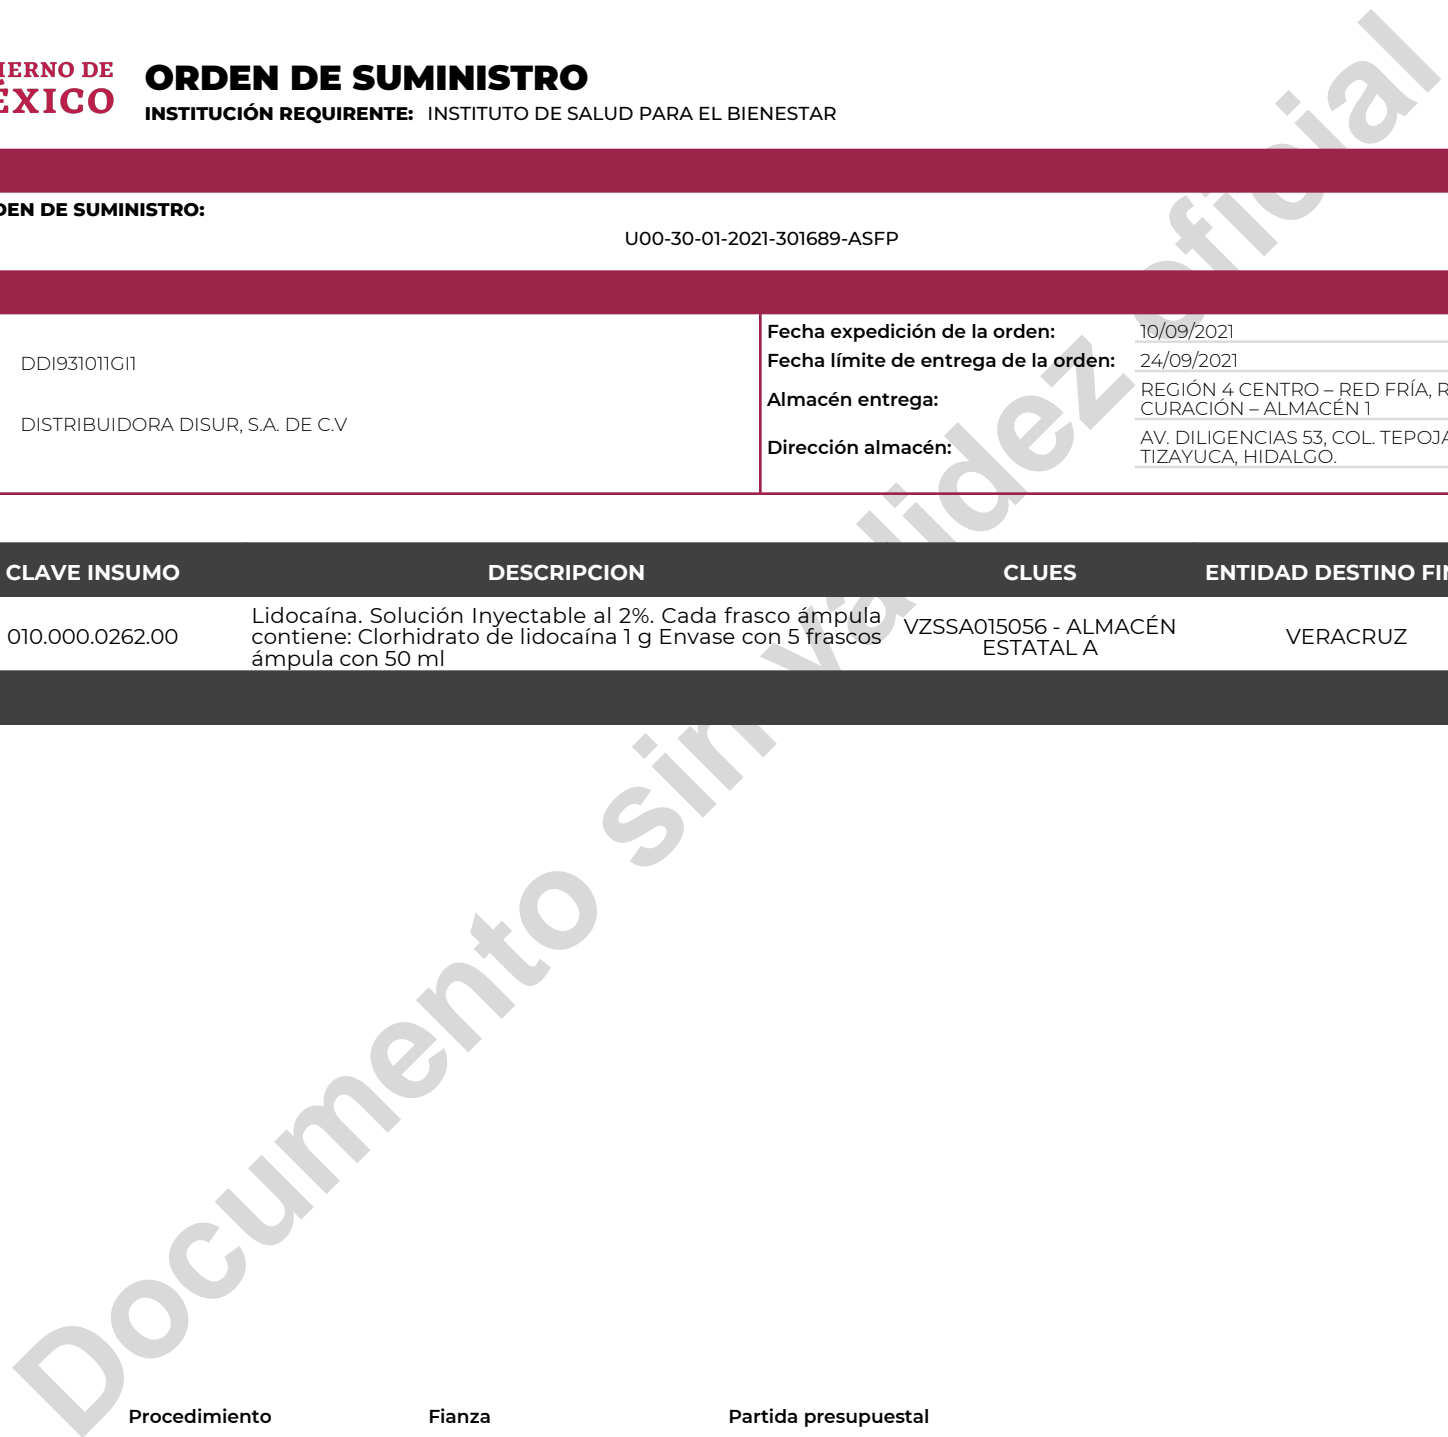 IERNO DE
ÉXICO
ORDEN DE SUMINISTRO
INSTITUCIÓN REQUIRENTE: INSTITUTO DE SALUD PARA EL BIENESTAR
DEN DE SUMINISTRO:
U00-30-01-2021-301689-ASFP
DDI931011GI1
DISTRIBUIDORA DISUR, S.A. DE C.V
Fecha expedición de la orden: 10/09/2021
Fecha límite de entrega de la orden: 24/09/2021
Almacén entrega: REGIÓN 4 CENTRO – RED FRÍA, R
CURACIÓN – ALMACÉN 1
Dirección almacén: AV. DILIGENCIAS 53, COL. TEPOJA
TIZAYUCA, HIDALGO.
CLAVE INSUMO DESCRIPCION CLUES ENTIDAD DESTINO FIN
010.000.0262.00
Lidocaína. Solución Inyectable al 2%. Cada frasco ámpula
contiene: Clorhidrato de lidocaína 1 g Envase con 5 frascos
ámpula con 50 ml
VZSSA015056 - ALMACÉN
ESTATAL A
VERACRUZ
Documento sin validez oficial
Procedimiento Fianza Partida presupuestal